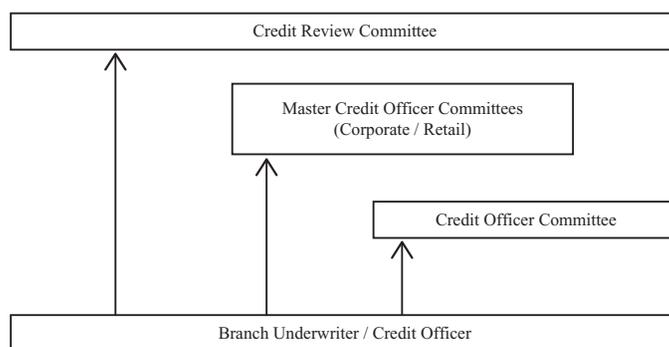 Credit Review Committee
Master Credit Officer Committees
(Corporate / Retail)
Credit Officer Committee
Branch Underwriter / Credit Officer